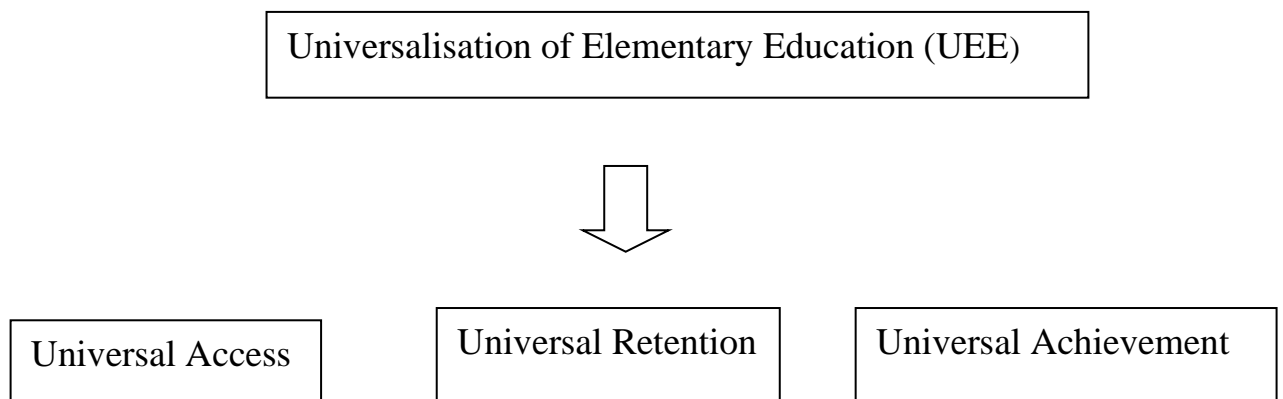 Universalisation of Elementary Education (UEE)
Universal Access
Universal Retention
Universal Achievement